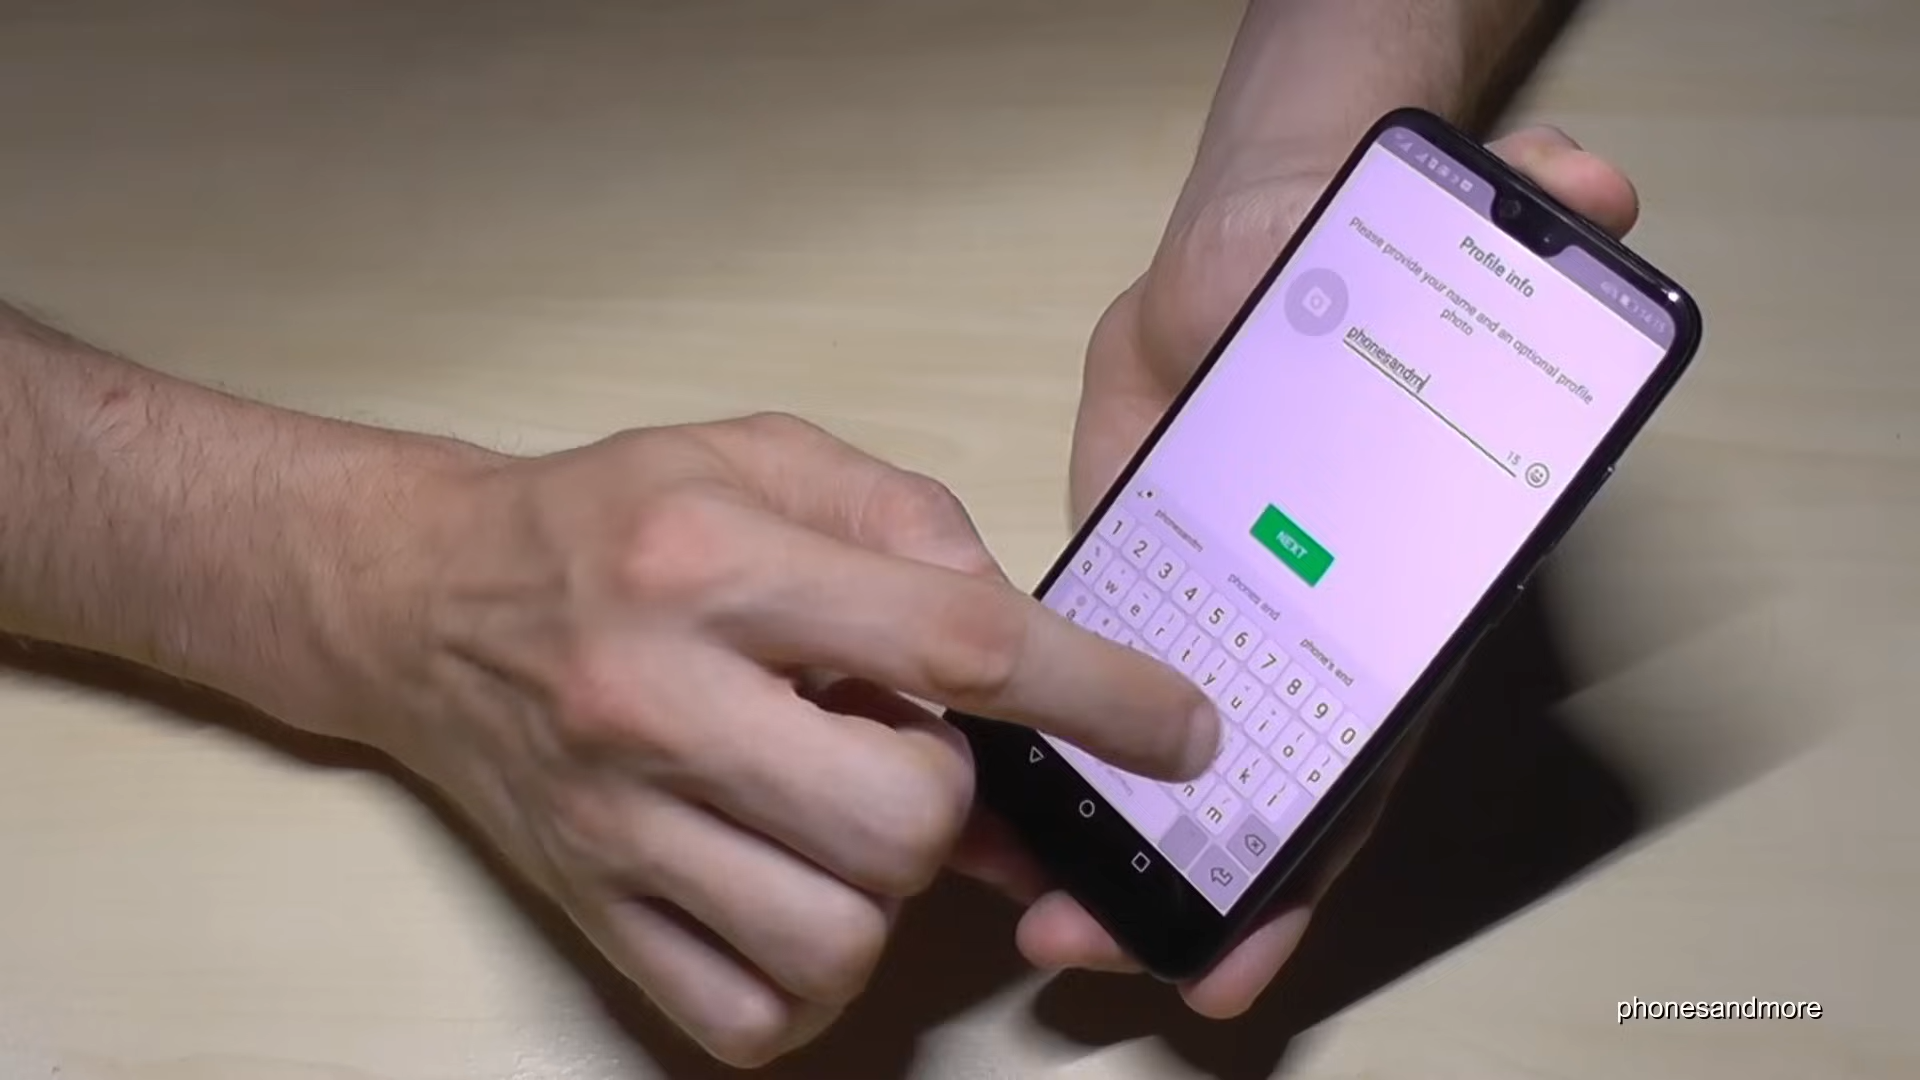 Profile info
Please provide your name and an optional profile
photo
phonesandm
15
NEXT
phonesandm phones and phone's end
1 2 3 4 5 6 7 8 9 0
q w e r t y u i o p
a k l
n m
phonesandmore